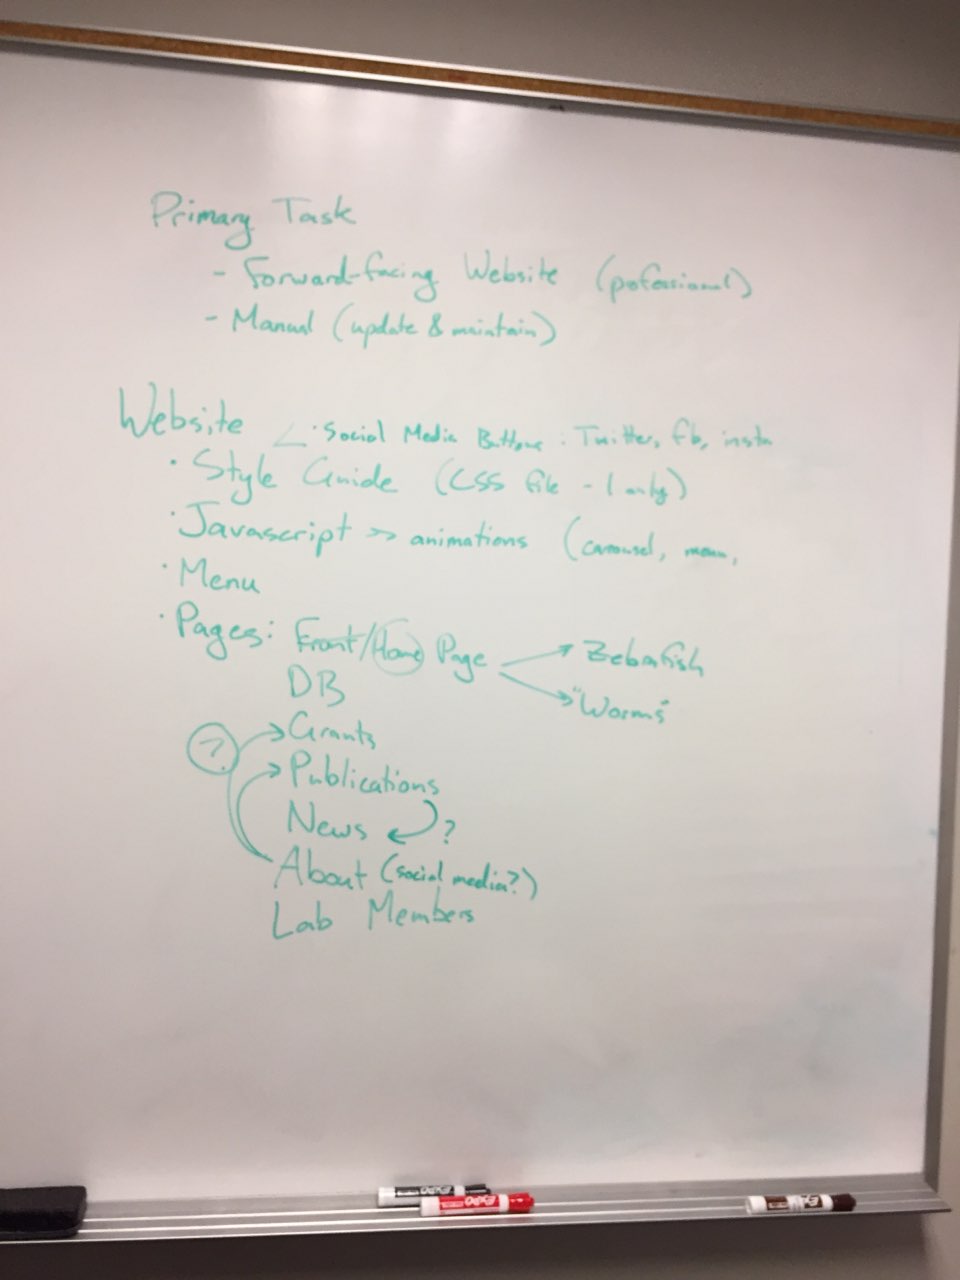 Primary Task
- Forward-facing Website (pofessional)
- Manual (update & maintain)
Website
· Social Media Buttons : Twitter, fb, insta
· Style Guide (CSS file - 1 only)
· Javascript >> animations (carousel, menu,
· Menu
· Pages: Front/Home Page
Zebrafish
"Worms"
DB
Grants
?
Publications
News ?
About (social media?)
Lab Members
EXPO
EXPO